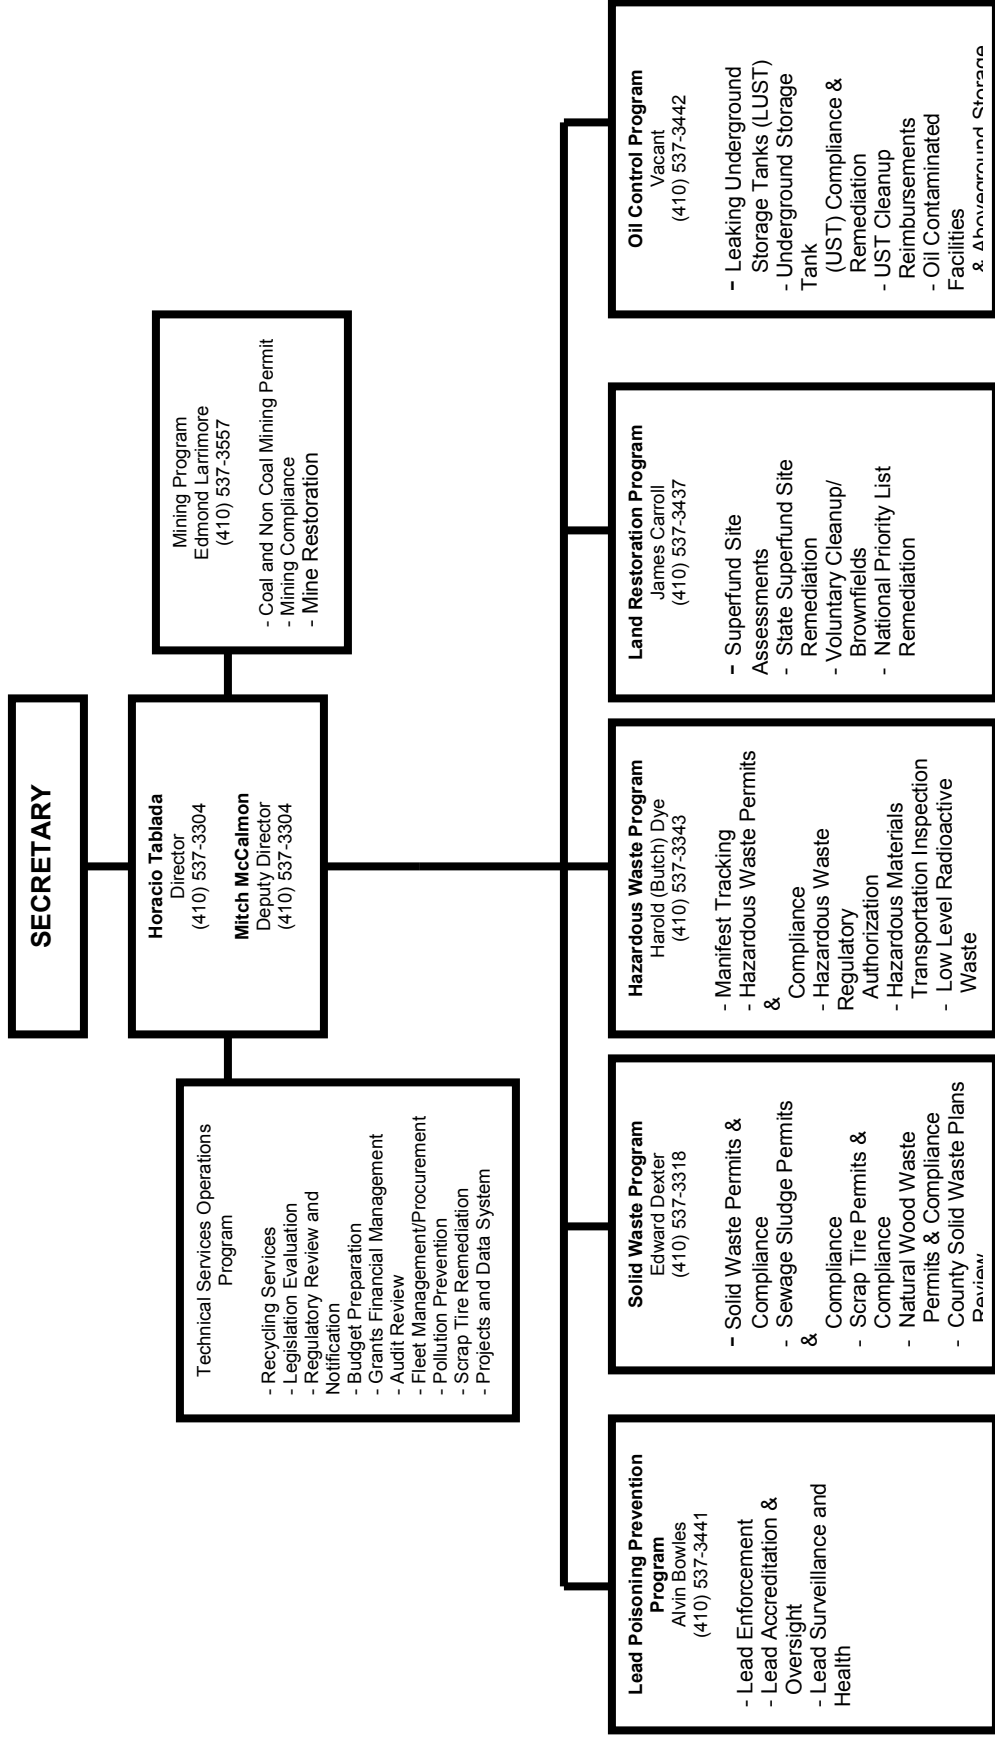 SECRETARY
Horacio Tablada
Director
(410) 537-3304
Mitch McCalmon
Deputy Director
(410) 537-3304
Technical Services Operations
Program
- Recycling Services
- Legislation Evaluation
- Regulatory Review and
Notification
- Budget Preparation
- Grants Financial Management
- Audit Review
- Fleet Management/Procurement
- Pollution Prevention
- Scrap Tire Remediation
- Projects and Data System
Mining Program
Edmond Larrimore
(410) 537-3557
- Coal and Non Coal Mining Permit
- Mining Compliance
- Mine Restoration
Lead Poisoning Prevention
Program
Alvin Bowles
(410) 537-3441
- Lead Enforcement
- Lead Accreditation &
Oversight
- Lead Surveillance and
Health
Solid Waste Program
Edward Dexter
(410) 537-3318
- Solid Waste Permits &
Compliance
- Sewage Sludge Permits
&
Compliance
- Scrap Tire Permits &
Compliance
- Natural Wood Waste
Permits & Compliance
- County Solid Waste Plans
Review
Hazardous Waste Program
Harold (Butch) Dye
(410) 537-3343
- Manifest Tracking
- Hazardous Waste Permits
&
Compliance
- Hazardous Waste
Regulatory
Authorization
- Hazardous Materials
Transportation Inspection
- Low Level Radioactive
Waste
Land Restoration Program
James Carroll
(410) 537-3437
- Superfund Site
Assessments
- State Superfund Site
Remediation
- Voluntary Cleanup/
Brownfields
- National Priority List
Remediation
Oil Control Program
Vacant
(410) 537-3442
- Leaking Underground
Storage Tanks (LUST)
- Underground Storage
Tank
(UST) Compliance &
Remediation
- UST Cleanup
Reimbursements
- Oil Contaminated
Facilities
& Aboveground Storage